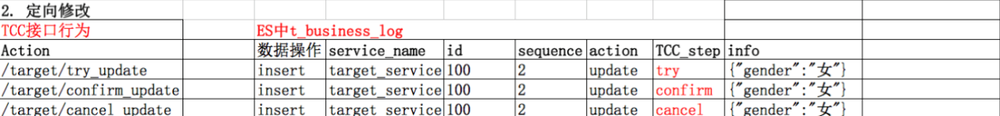 2. 定向修改
TCC接口行为 ES中t_business_log
Action 数据操作 service_name id sequence action TCC_step info
/target/try_update insert target_service 100 2 update try {"gender":"女"}
/target/confirm_update insert target_service 100 2 update confirm {"gender":"女"}
/target/cancel_update insert target_service 100 2 update cancel {"gender":"女"}